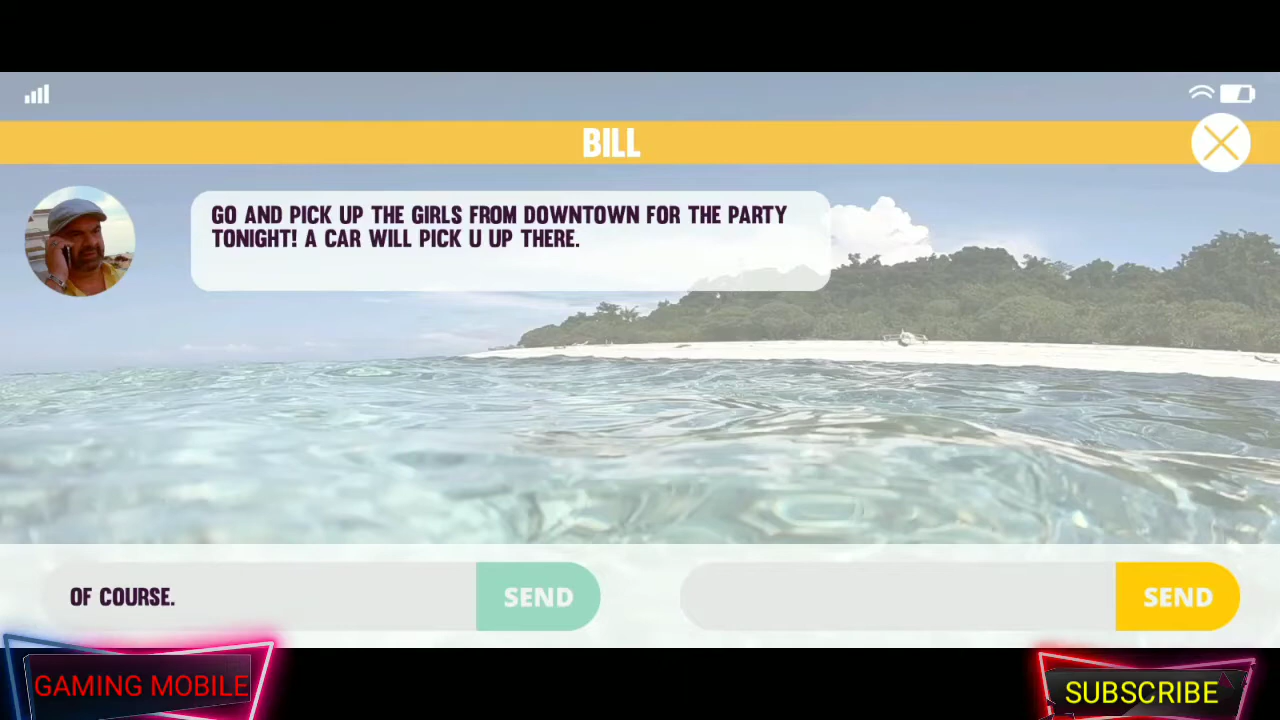 BILL
GO AND PICK UP THE GIRLS FROM DOWNTOWN FOR THE PARTY
TONIGHT! A CAR WILL PICK U UP THERE.
OF COURSE.
SEND
SEND
GAMING MOBILE
SUBSCRIBE